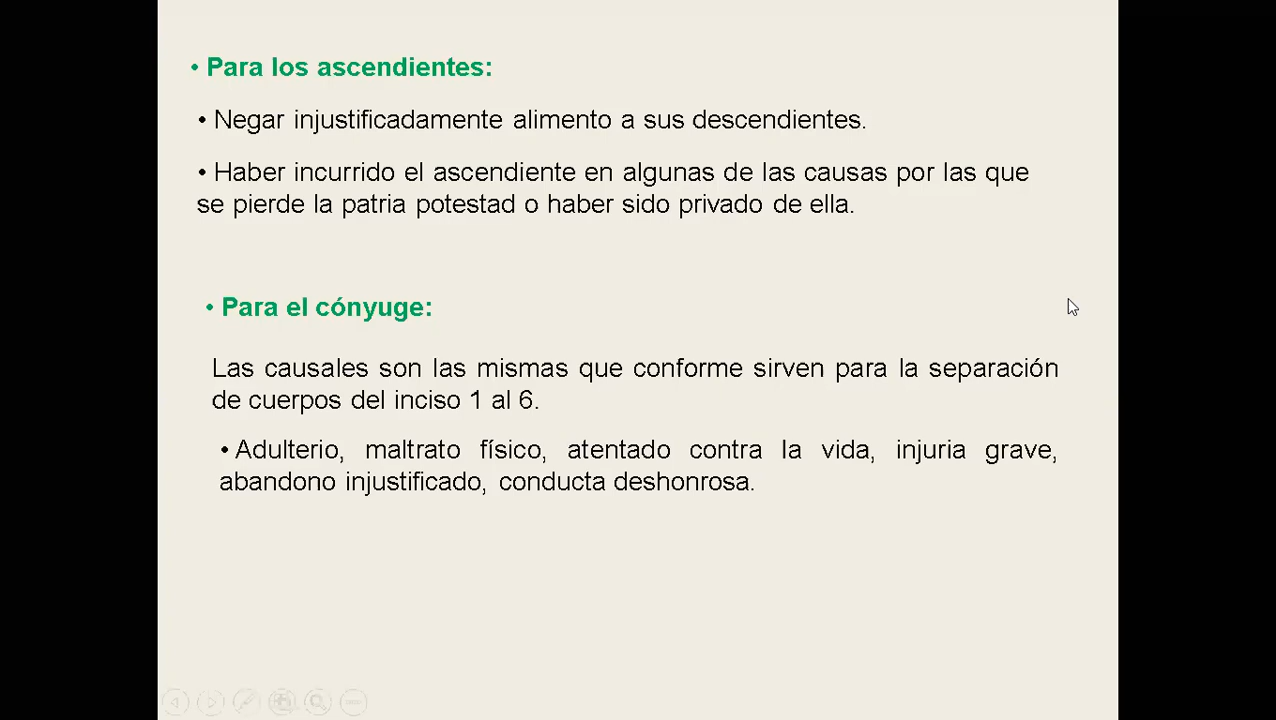 • Para los ascendientes:
• Negar injustificadamente alimento a sus descendientes.
• Haber incurrido el ascendiente en algunas de las causas por las que
se pierde la patria potestad o haber sido privado de ella.
• Para el cónyuge:
Las causales son las mismas que conforme sirven para la separación
de cuerpos del inciso 1 al 6.
• Adulterio, maltrato físico, atentado contra la vida, injuria grave,
abandono injustificado, conducta deshonrosa.